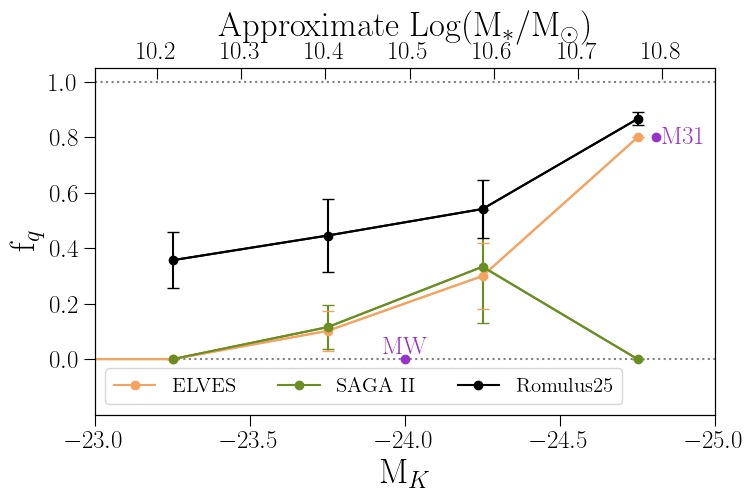 Approximate Log(M*/M☉)
10.2 10.3 10.4 10.5 10.6 10.7 10.8
1.0
0.8
0.6
0.4
0.2
0.0
f_q
M31
MW
ELVES SAGA II Romulus25
−23.0 −23.5 −24.0 −24.5 −25.0
M_K